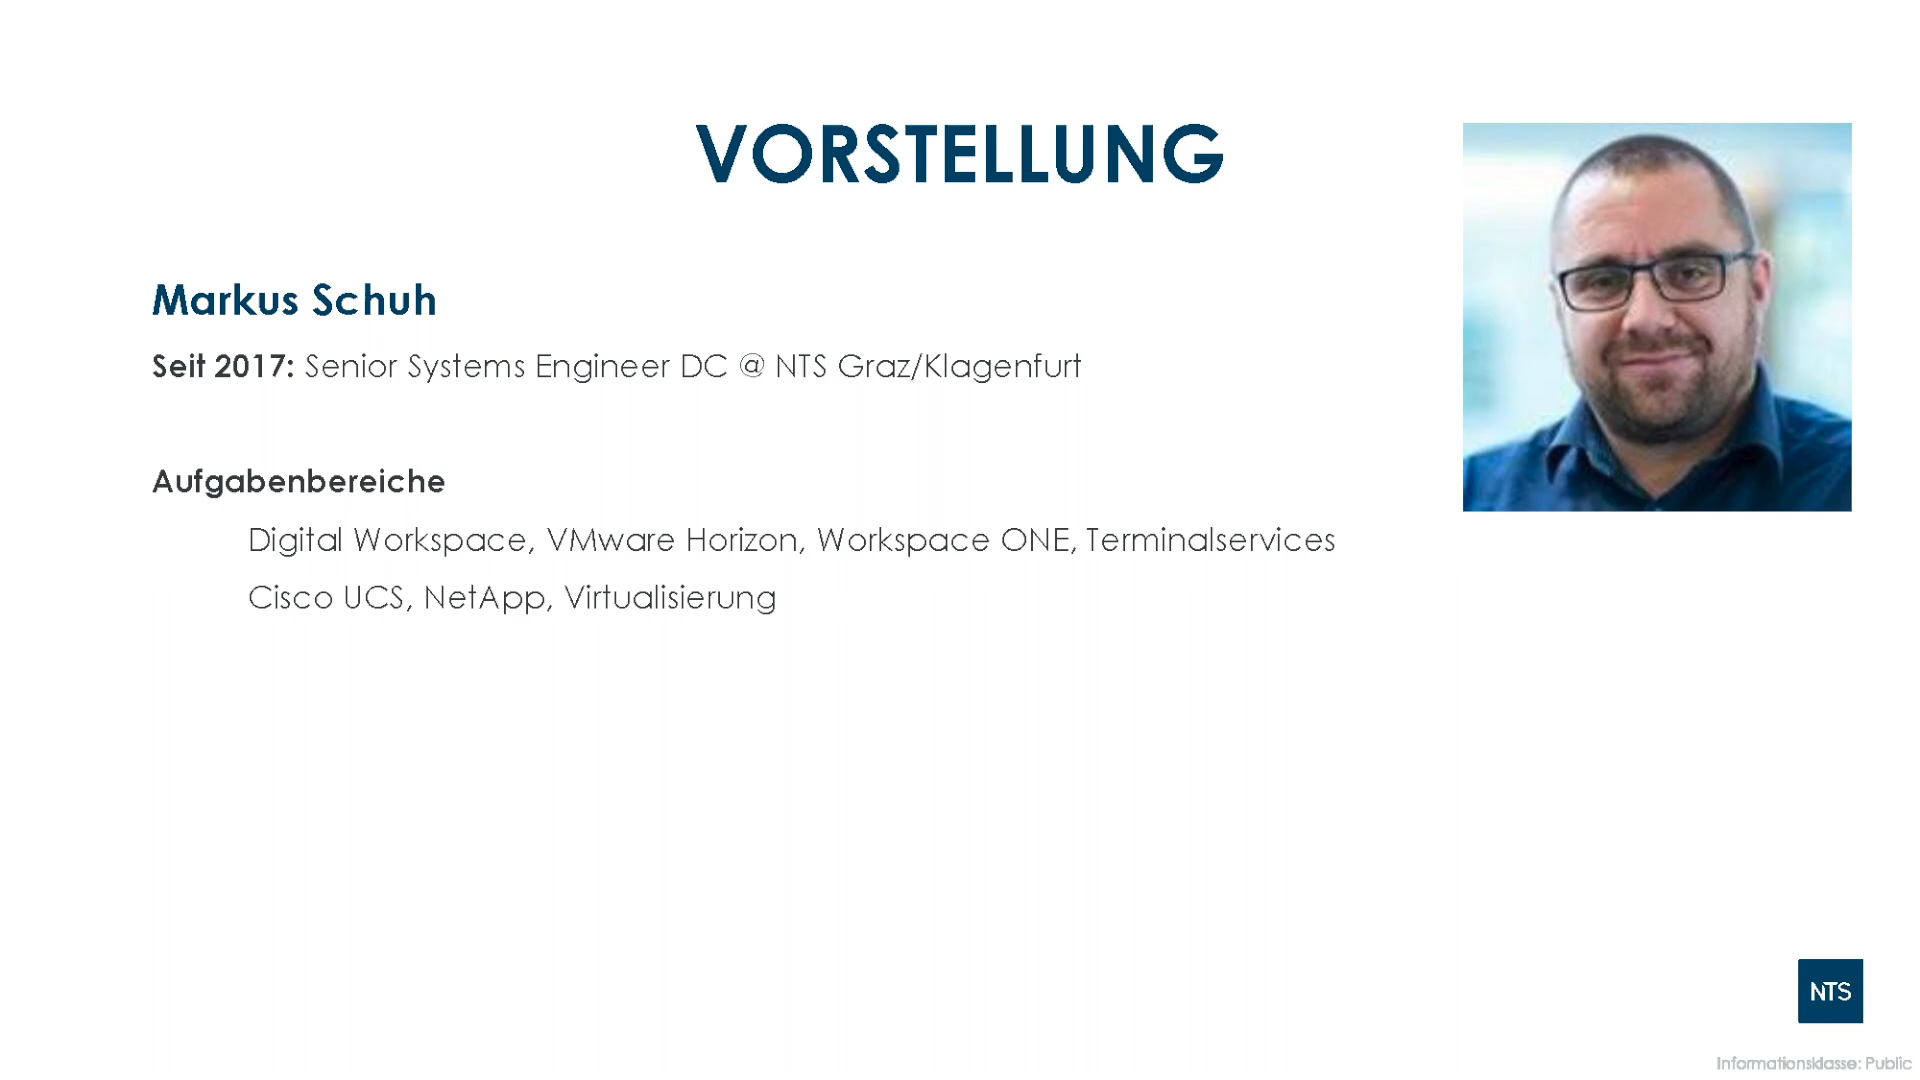 VORSTELLUNG
Markus Schuh
Seit 2017: Senior Systems Engineer DC @ NTS Graz/Klagenfurt
Aufgabenbereiche
Digital Workspace, VMware Horizon, Workspace ONE, Terminalservices
Cisco UCS, NetApp, Virtualisierung
NTS
Informationsklasse: Public